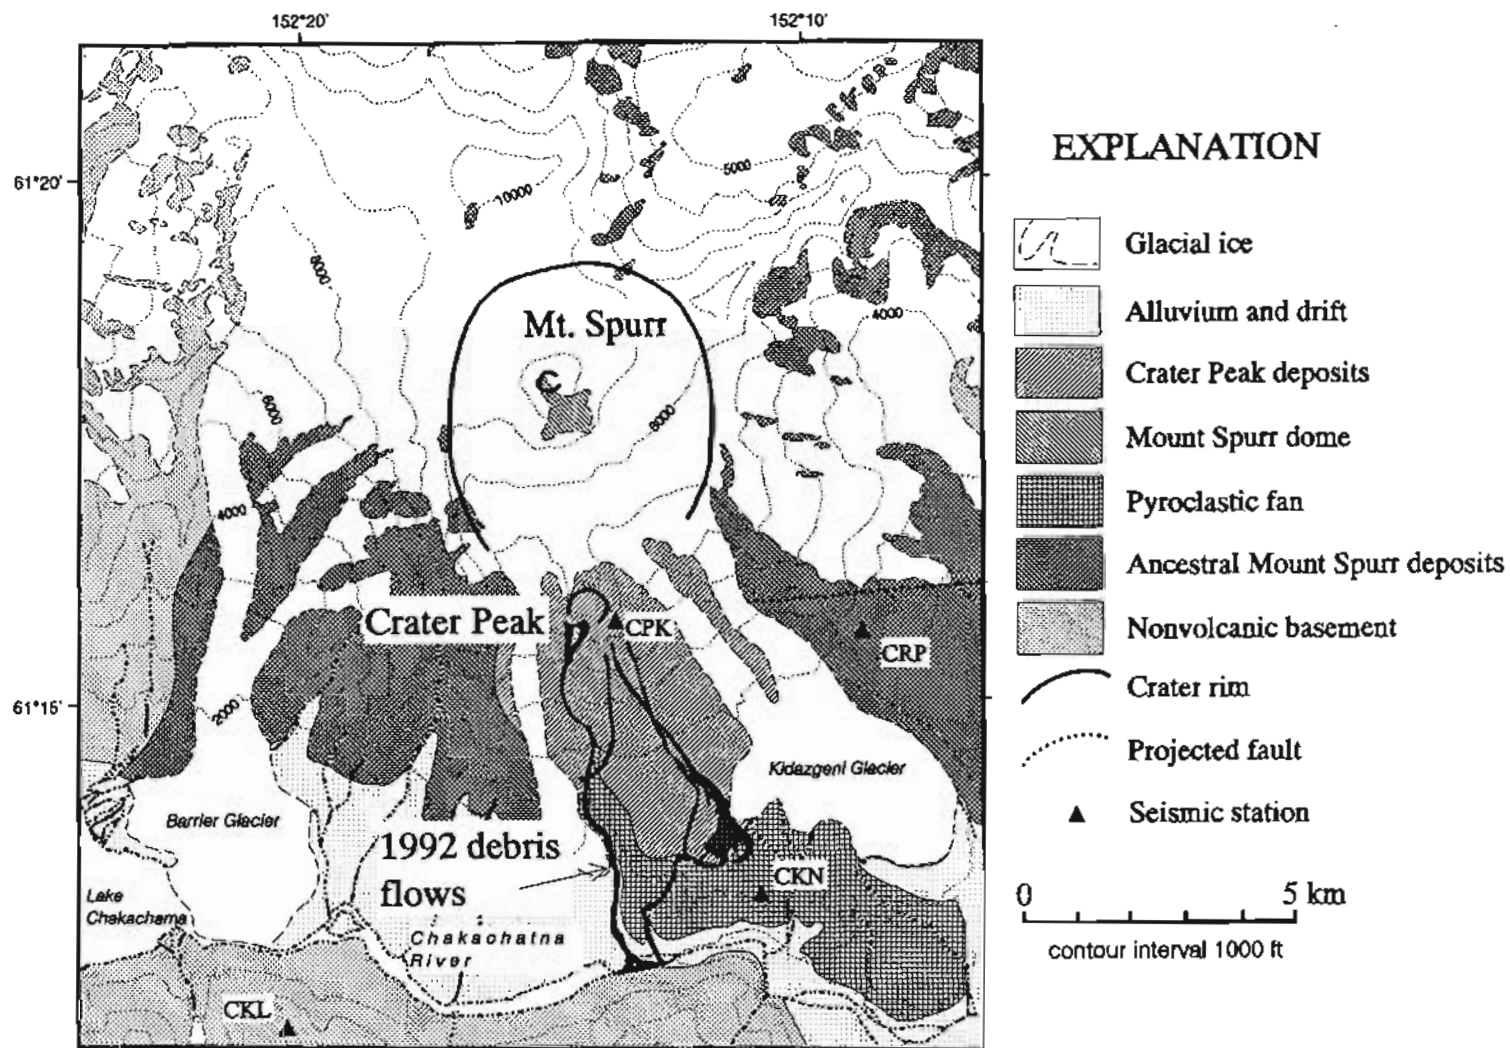 152°20'
152°10'
61°20'
61°15'
10000
5000
8000
4000
Mt. Spurr
6000
8000
4000
2000
Crater Peak
CPK
CRP
Kidazgeni Glacier
Barrier Glacier
1992 debris
flows
CKN
Lake
Chakachama
Chakachatna
River
CKL
EXPLANATION
Glacial ice
Alluvium and drift
Crater Peak deposits
Mount Spurr dome
Pyroclastic fan
Ancestral Mount Spurr deposits
Nonvolcanic basement
Crater rim
Projected fault
Seismic station
0 5 km
contour interval 1000 ft